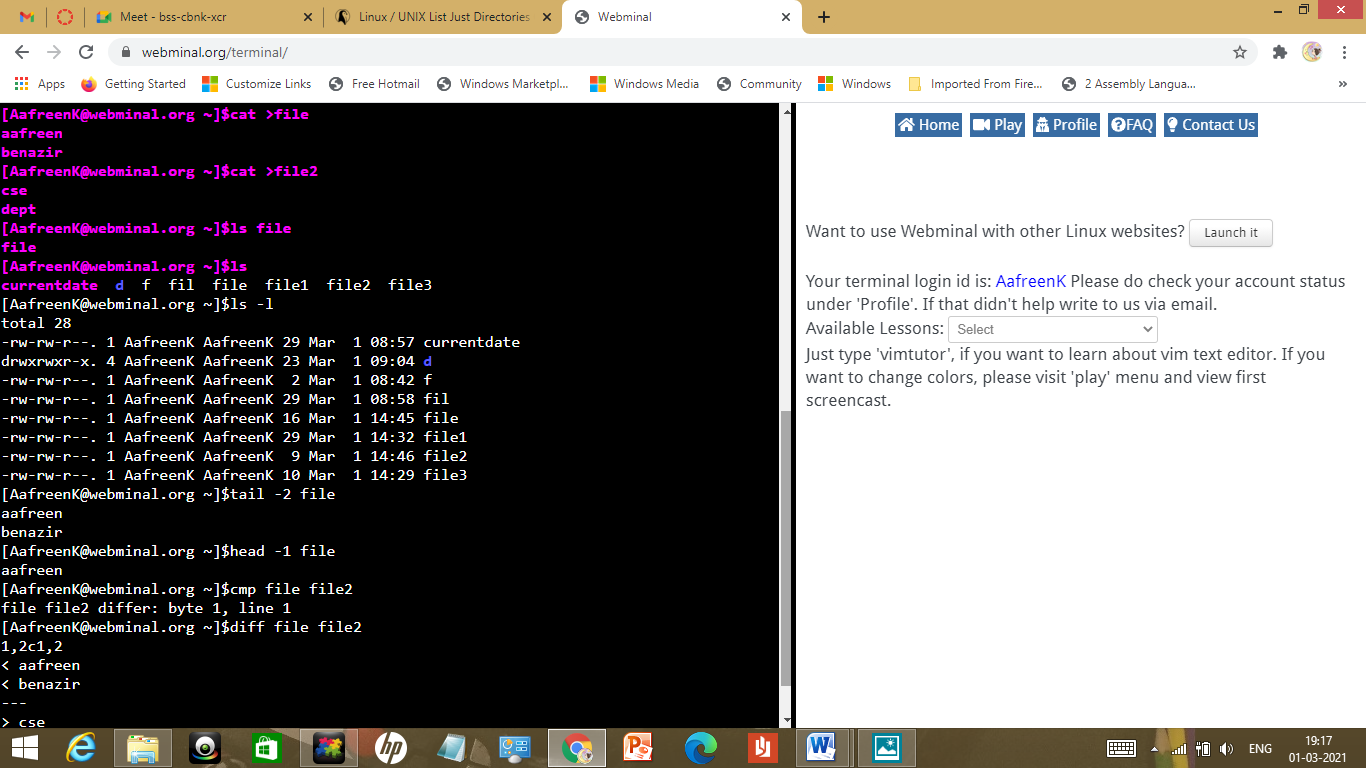 Meet - bss-cbnk-xcr
Linux / UNIX List Just Directories
Webminal
webminal.org/terminal/
Apps
Getting Started
Customize Links
Free Hotmail
Windows Marketpl...
Windows Media
Community
Windows
Imported From Fire...
2 Assembly Langua...
»
[AafreenK@webminal.org ~]$cat >file
aafreen
benazir
[AafreenK@webminal.org ~]$cat >file2
cse
dept
[AafreenK@webminal.org ~]$ls file
file
[AafreenK@webminal.org ~]$ls
currentdate  d  f  fil  file  file1  file2  file3
[AafreenK@webminal.org ~]$ls -l
total 28
-rw-rw-r--. 1 AafreenK AafreenK 29 Mar  1 08:57 currentdate
drwxrwxr-x. 4 AafreenK AafreenK 23 Mar  1 09:04 d
-rw-rw-r--. 1 AafreenK AafreenK  2 Mar  1 08:42 f
-rw-rw-r--. 1 AafreenK AafreenK 29 Mar  1 08:58 fil
-rw-rw-r--. 1 AafreenK AafreenK 16 Mar  1 14:45 file
-rw-rw-r--. 1 AafreenK AafreenK 29 Mar  1 14:32 file1
-rw-rw-r--. 1 AafreenK AafreenK  9 Mar  1 14:46 file2
-rw-rw-r--. 1 AafreenK AafreenK 10 Mar  1 14:29 file3
[AafreenK@webminal.org ~]$tail -2 file
aafreen
benazir
[AafreenK@webminal.org ~]$head -1 file
aafreen
[AafreenK@webminal.org ~]$cmp file file2
file file2 differ: byte 1, line 1
[AafreenK@webminal.org ~]$diff file file2
1,2c1,2
< aafreen
< benazir
---
> cse
Home
Play
Profile
FAQ
Contact Us
Want to use Webminal with other Linux websites? Launch it
Your terminal login id is: AafreenK Please do check your account status
under 'Profile'. If that didn't help write to us via email.
Available Lessons: Select
Just type 'vimtutor', if you want to learn about vim text editor. If you
want to change colors, please visit 'play' menu and view first
screencast.
hp
ENG
19:17
01-03-2021